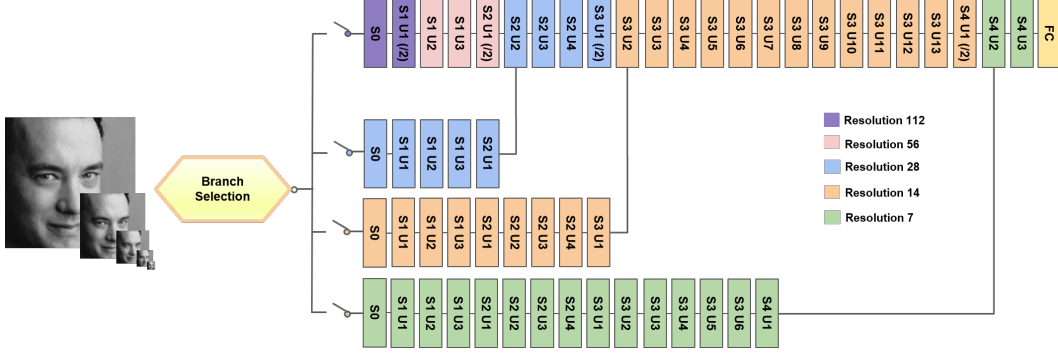 S0
S1 U1 (/2)
S1 U2
S1 U3
S2 U1 (/2)
S2 U2
S2 U3
S2 U4
S3 U1 (/2)
S3 U2
S3 U3
S3 U4
S3 U5
S3 U6
S3 U7
S3 U8
S3 U9
S3 U10
S3 U11
S3 U12
S3 U13
S4 U1 (/2)
S4 U2
S4 U3
FC
S0
S1 U1
S1 U2
S1 U3
S2 U1
Branch
Selection
S0
S1 U1
S1 U2
S1 U3
S2 U1
S2 U2
S2 U3
S2 U4
S3 U1
S0
S1 U1
S1 U2
S1 U3
S2 U1
S2 U2
S2 U3
S2 U4
S3 U1
S3 U2
S3 U3
S3 U4
S3 U5
S3 U6
S4 U1
Resolution 112
Resolution 56
Resolution 28
Resolution 14
Resolution 7